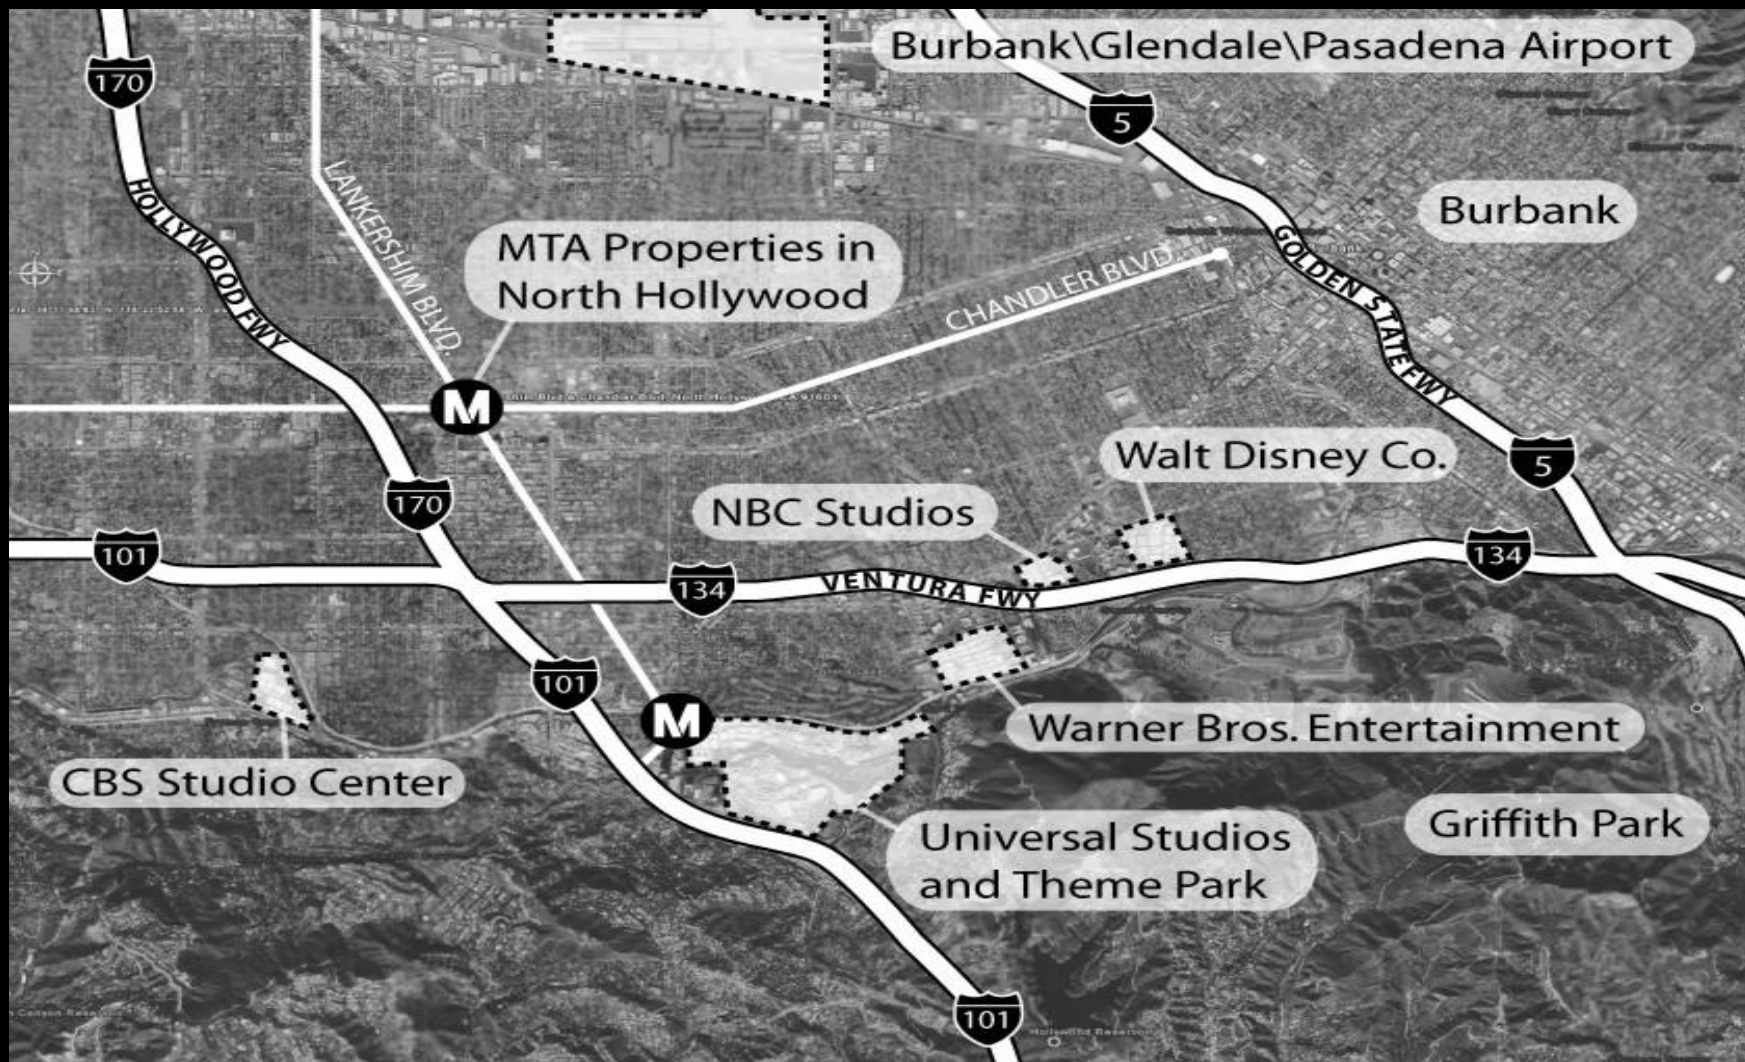 Burbank\Glendale\Pasadena Airport
170
5
LANKERSHIM BLVD.
HOLLYWOOD FWY
Burbank
MTA Properties in
North Hollywood
GOLDEN STATE FWY
CHANDLER BLVD.
M
Walt Disney Co.
5
170
NBC Studios
101
134
134
VENTURA FWY
101
M
Warner Bros. Entertainment
CBS Studio Center
Griffith Park
Universal Studios
and Theme Park
101
Hollywood Reservoir